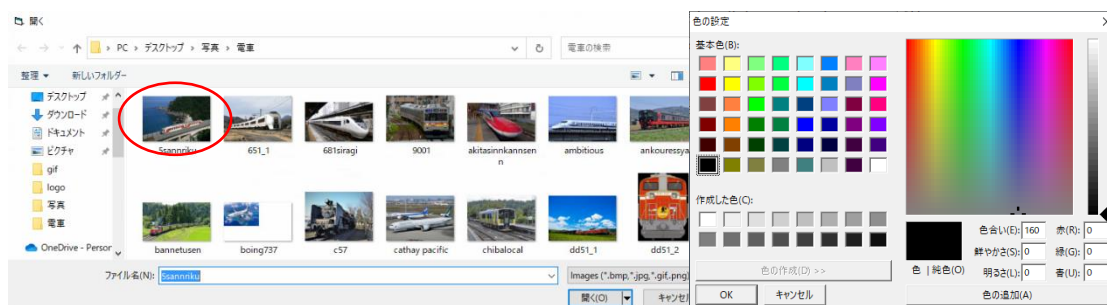 開く
PC > デスクトップ > 写真 > 電車
電車の検索
整理 新しいフォルダー
デスクトップ
ダウンロード
ドキュメント
ピクチャ
gif
logo
写真
電車
OneDrive - Person
Ssannriku
651_1
681siragi
9001
akitasinnkannsen
ambitious
ankouressya
bannetusen
boing737
c57
cathay pacific
chibalocal
dd51_1
dd51_2
ファイル名(N): Ssannriku
Images (*.bmp,*.jpg,*.gif,*.png)
開く(O) キャンセル
色の設定
基本色(B):
作成した色(C):
色の作成(D) >>
OK キャンセル
色 | 純色(O)
色合い(E): 160 赤(R): 0
鮮やかさ(S): 0 緑(G): 0
明るさ(L): 0 青(U): 0
色の追加(A)